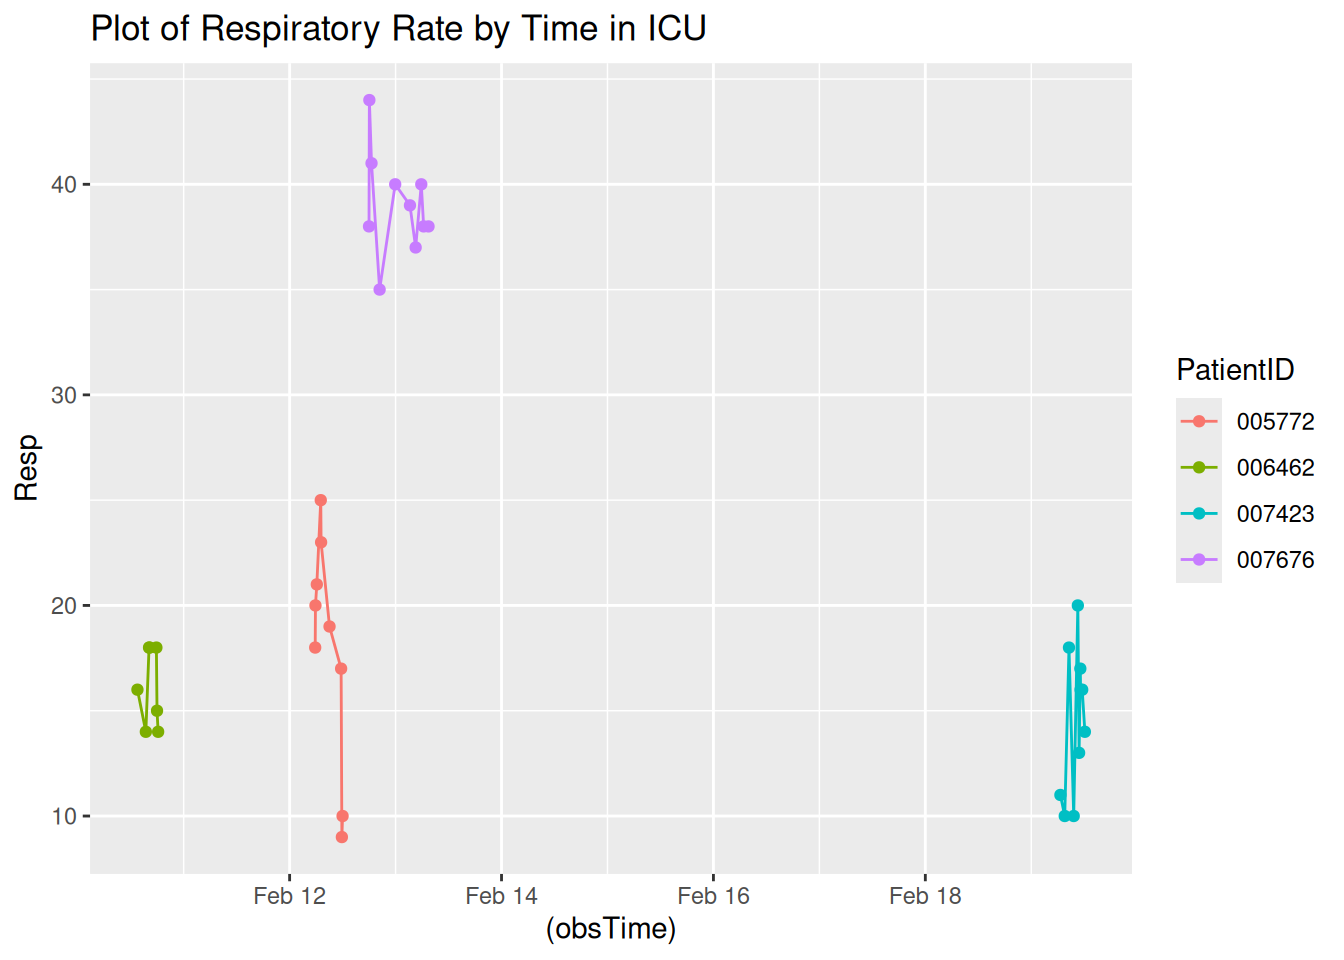 Plot of Respiratory Rate by Time in ICU
Resp
40
30
20
10
Feb 12
Feb 14
Feb 16
Feb 18
(obsTime)
PatientID
005772
006462
007423
007676